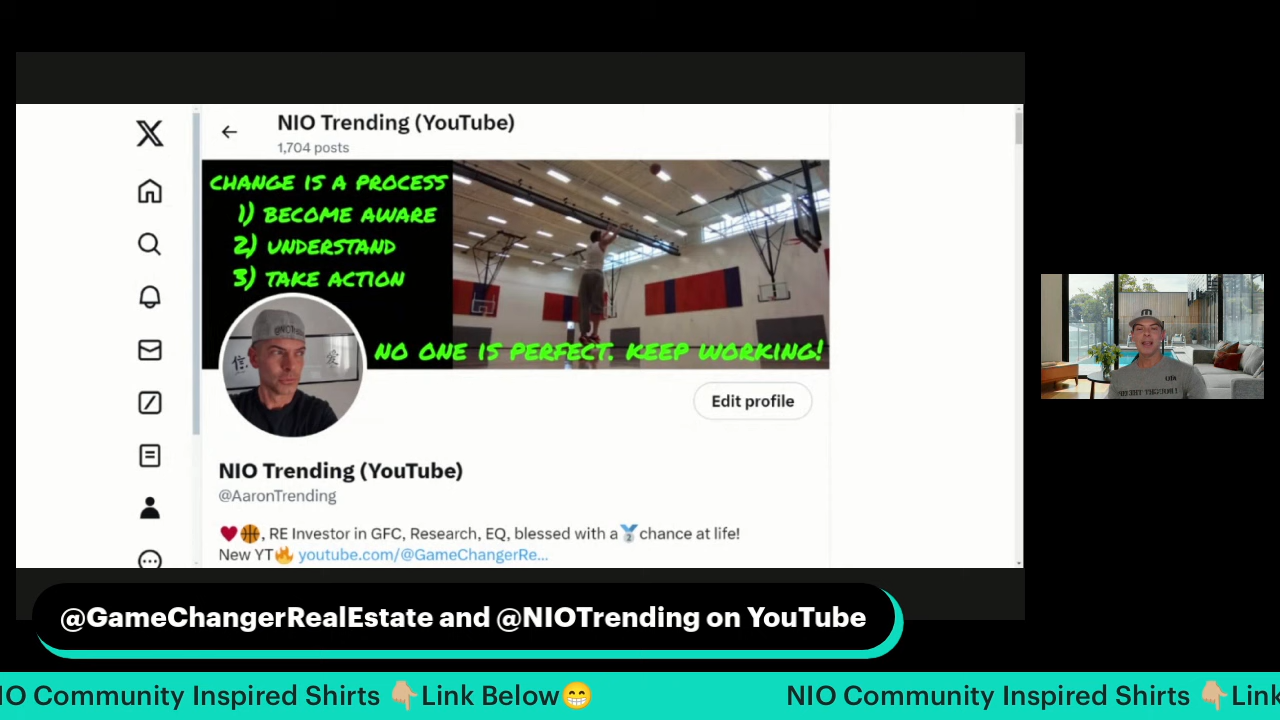 NIO Trending (YouTube)
1,704 posts
CHANGE IS A PROCESS
1) BECOME AWARE
2) UNDERSTAND
3) TAKE ACTION
信 愛
NO ONE IS PERFECT. KEEP WORKING!
Edit profile
NIO Trending (YouTube)
@AaronTrending
❤️🏀, RE Investor in GFC, Research, EQ, blessed with a🥈chance at life!
New YT🔥 youtube.com/@GameChangerRe...
@GameChangerRealEstate and @NIOTrending on YouTube
IO Community Inspired Shirts 👇🏼Link Below😁 NIO Community Inspired Shirts 👇🏼Link